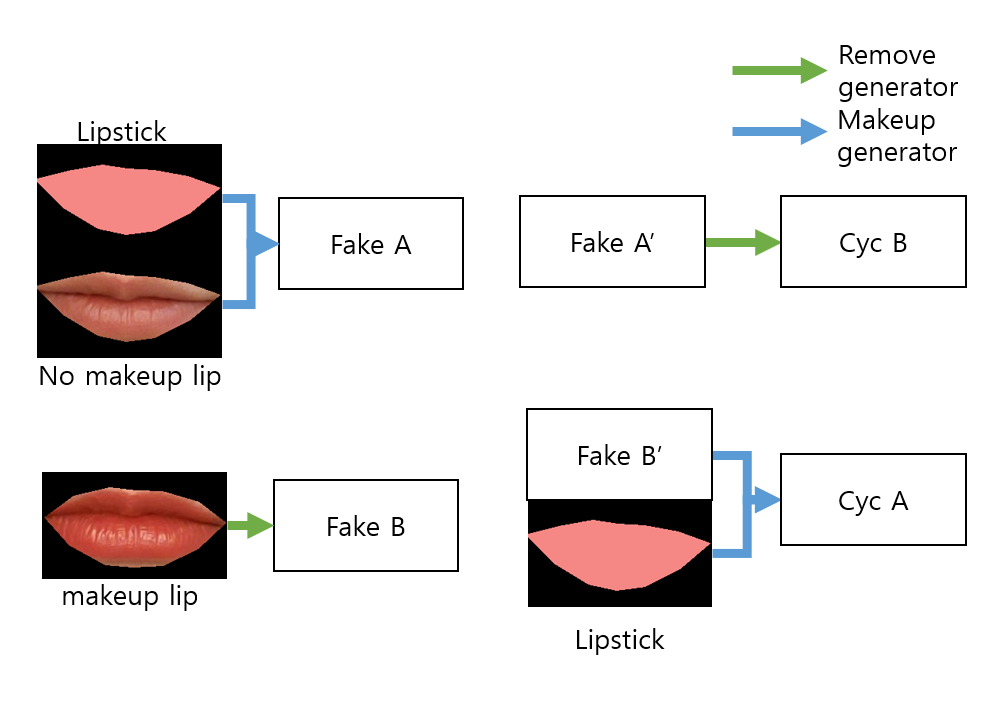 Remove
generator
Makeup
generator
Lipstick
Fake A
No makeup lip
Fake A′
Cyc B
makeup lip
Fake B
Fake B′
Cyc A
Lipstick